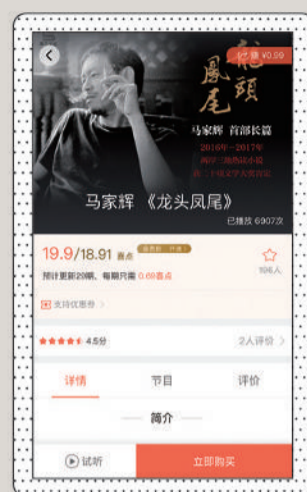 ¥0.99
龍頭
鳳尾
马家辉 首部长篇
2016年-2017年
马家辉 《龙头凤尾》
已播放 6907次
19.9/18.91 喜点
预计更新29期，每期只需 0.69喜点
106人
支持优惠券 >
4.5分
2人评价 >
详情
节目
评价
简介
试听
立即购买